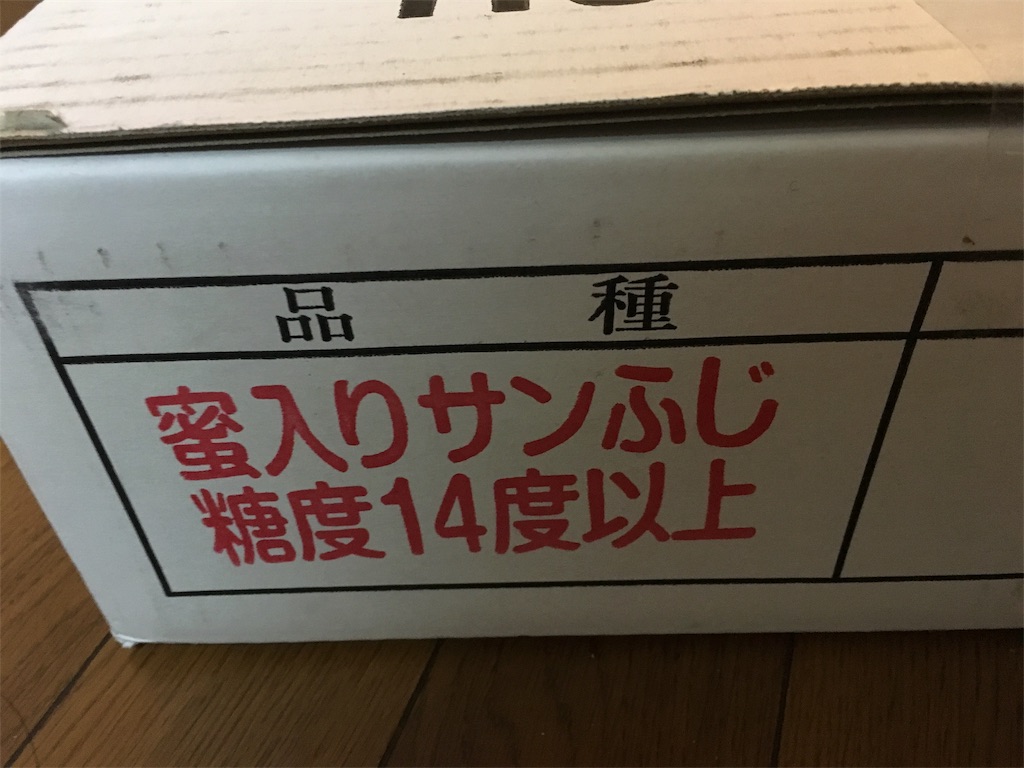 品種
蜜入りサンふじ
糖度14度以上